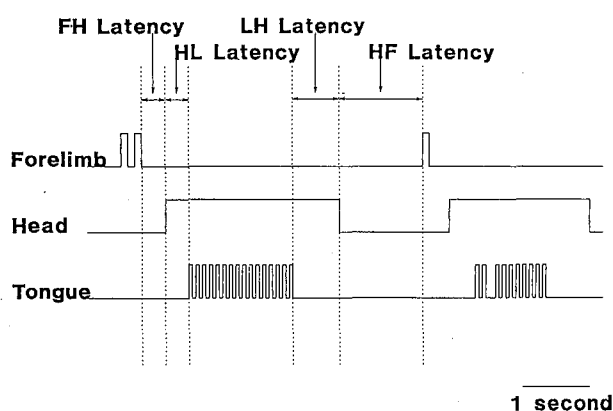 FH Latency LH Latency
HL Latency HF Latency
Forelimb
Head
Tongue
1 second